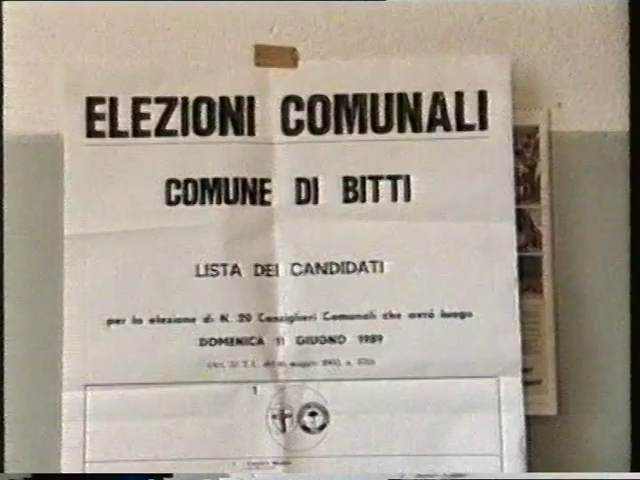 ELEZIONI COMUNALI
COMUNE DI BITTI
LISTA DEI CANDIDATI
per la elezione di N. 20 Consiglieri Comunali che avrà luogo
DOMENICA 11 GIUGNO 1989
1